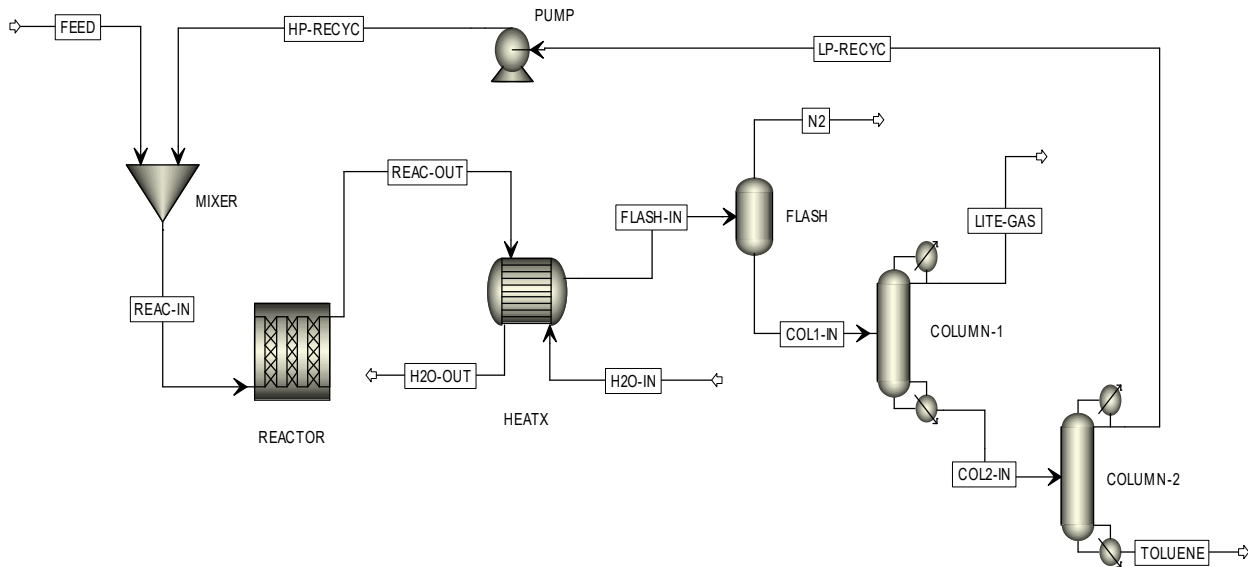 PUMP
FEED
HP-RECYC
LP-RECYC
N2
REAC-OUT
MIXER
FLASH-IN
FLASH
LITE-GAS
REAC-IN
COL1-IN
COLUMN-1
H2O-OUT
H2O-IN
HEATX
REACTOR
COL2-IN
COLUMN-2
TOLUENE